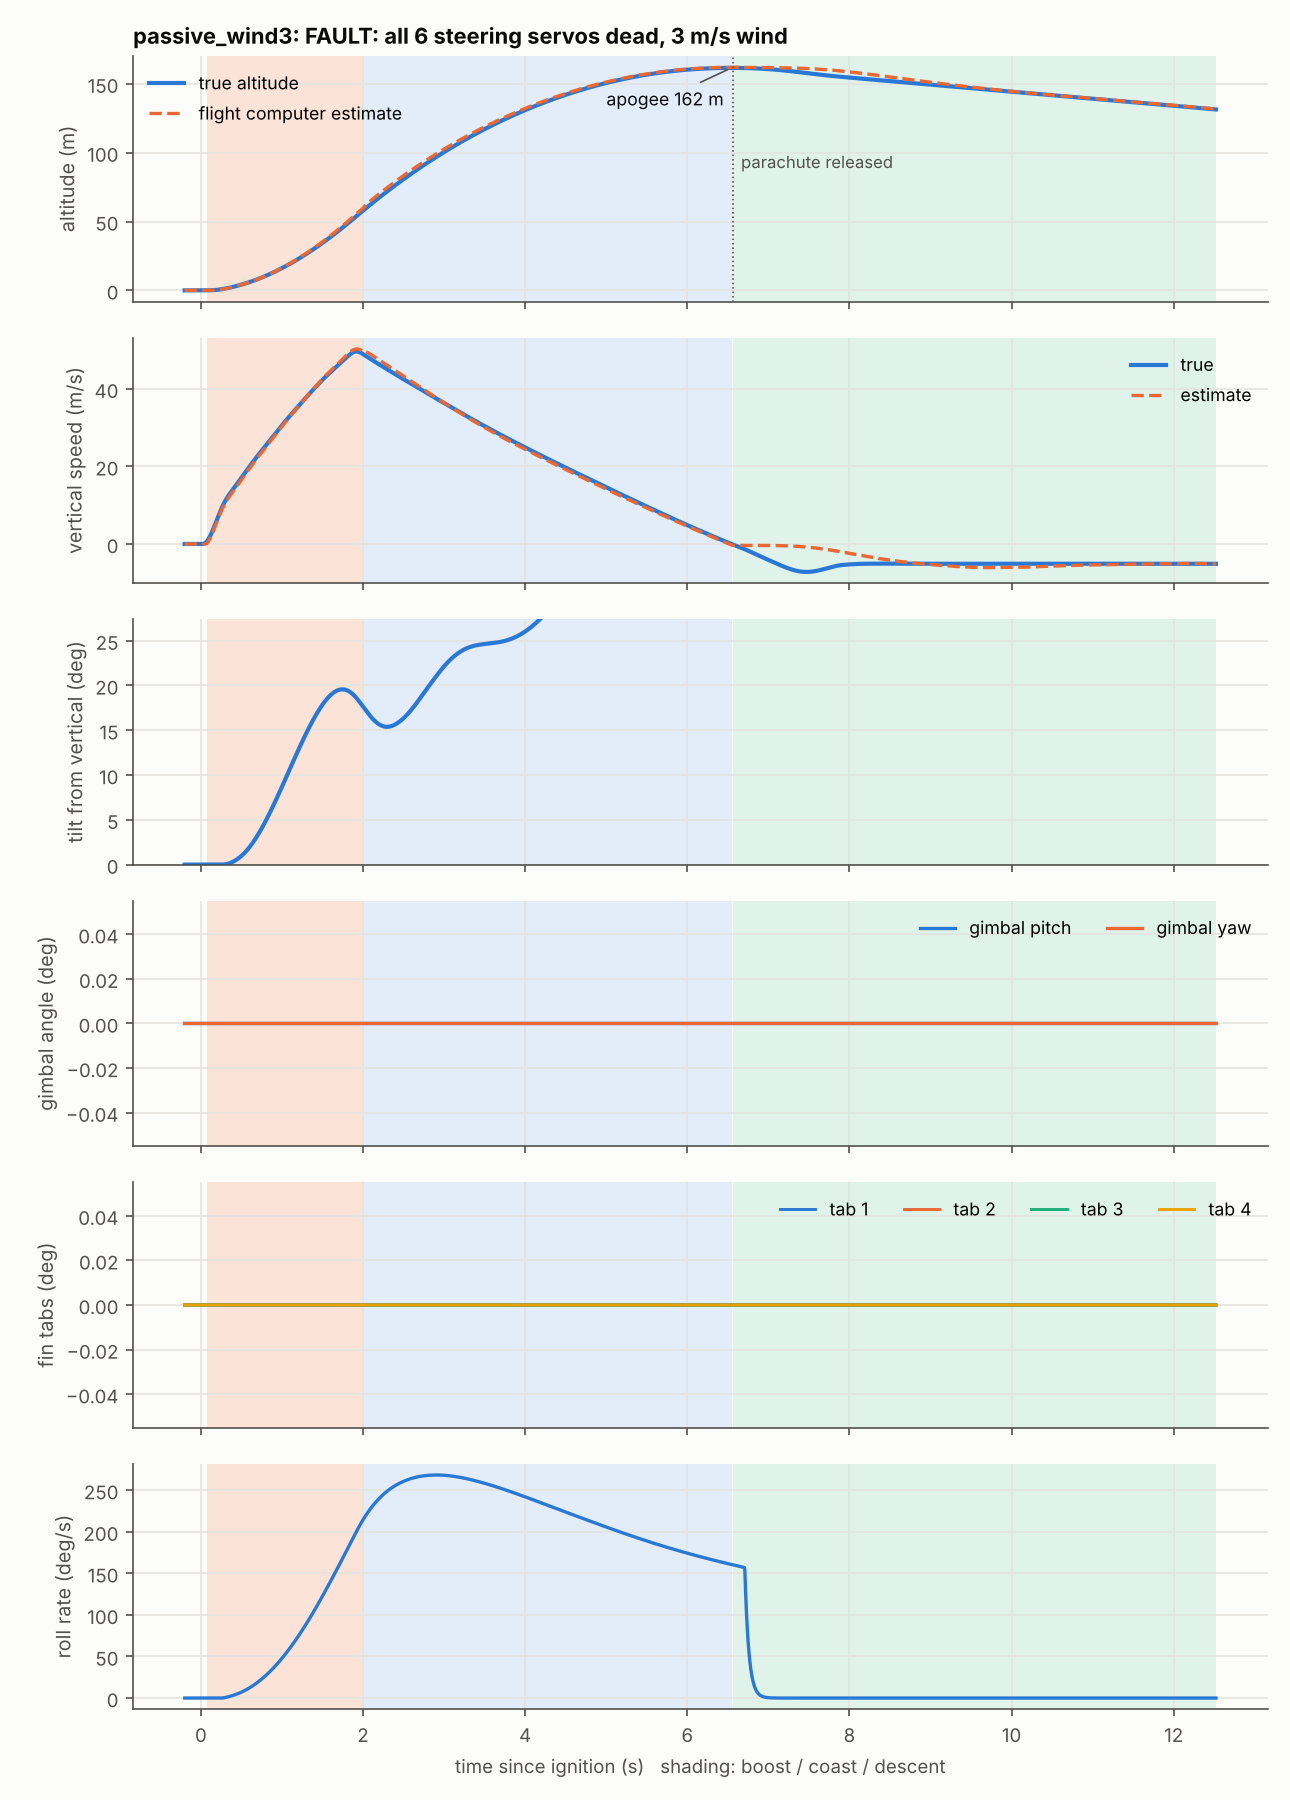 passive_wind3: FAULT: all 6 steering servos dead, 3 m/s wind
true altitude
flight computer estimate
apogee 162 m
parachute released
altitude (m)
150
100
50
0
true
estimate
vertical speed (m/s)
40
20
0
tilt from vertical (deg)
25
20
15
10
5
0
gimbal pitch
gimbal yaw
gimbal angle (deg)
0.04
0.02
0.00
−0.02
−0.04
tab 1
tab 2
tab 3
tab 4
fin tabs (deg)
0.04
0.02
0.00
−0.02
−0.04
roll rate (deg/s)
250
200
150
100
50
0
0
2
4
6
8
10
12
time since ignition (s)   shading: boost / coast / descent